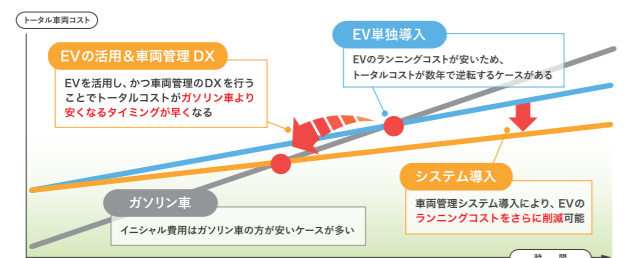 トータル車両コスト
EVの活用＆車両管理DX
EVを活用し、かつ車両管理のDXを行う
ことでトータルコストがガソリン車より
安くなるタイミングが早くなる
EV単独導入
EVのランニングコストが安いため、
トータルコストが数年で逆転するケースがある
ガソリン車
イニシャル費用はガソリン車の方が安いケースが多い
システム導入
車両管理システム導入により、EVの
ランニングコストをさらに削減可能
時　間